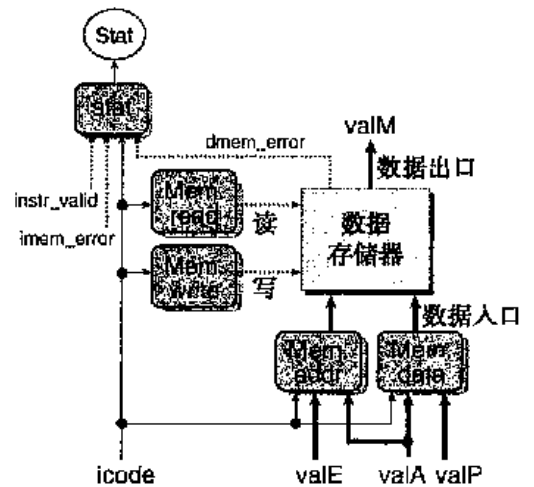 Stat
stat
dmem_error
valM
数据出口
instr_valid
imem_error
Mem.
read
读
数据
存储器
Mem.
write
写
数据入口
Mem.
addr
Mem.
data
icode
valE
valA
valP